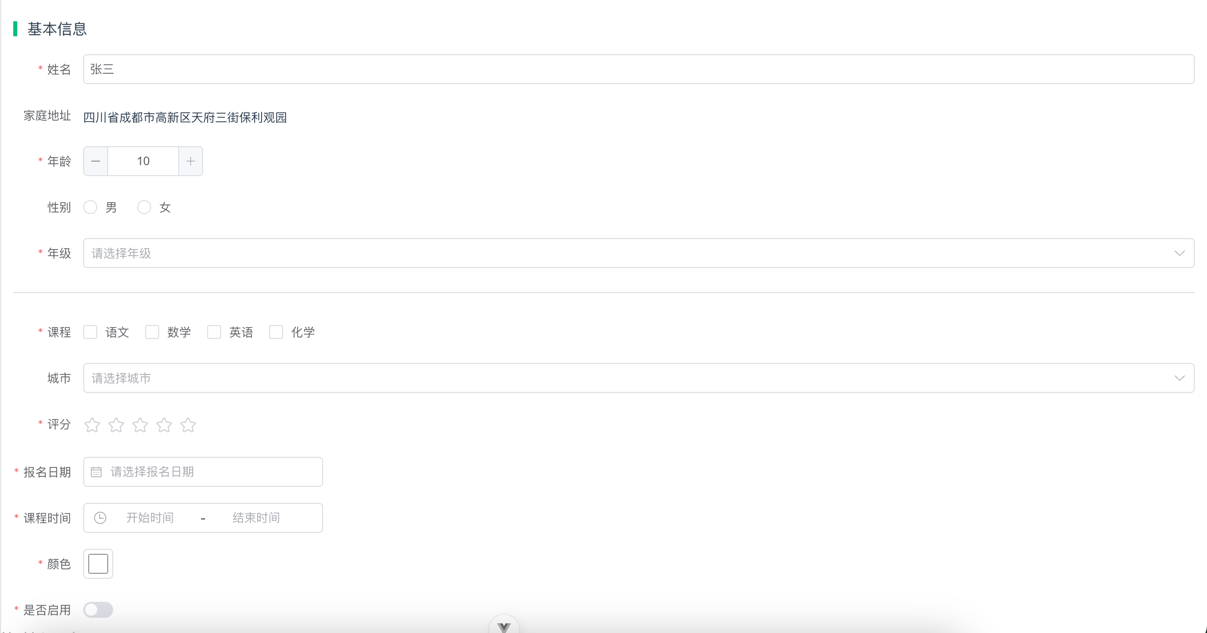 基本信息
* 姓名 张三
家庭地址 四川省成都市高新区天府三街保利观园
* 年龄 − 10 +
性别 男 女
* 年级 请选择年级
* 课程 语文 数学 英语 化学
城市 请选择城市
* 评分
* 报名日期 请选择报名日期
* 课程时间 开始时间 - 结束时间
* 颜色
* 是否启用